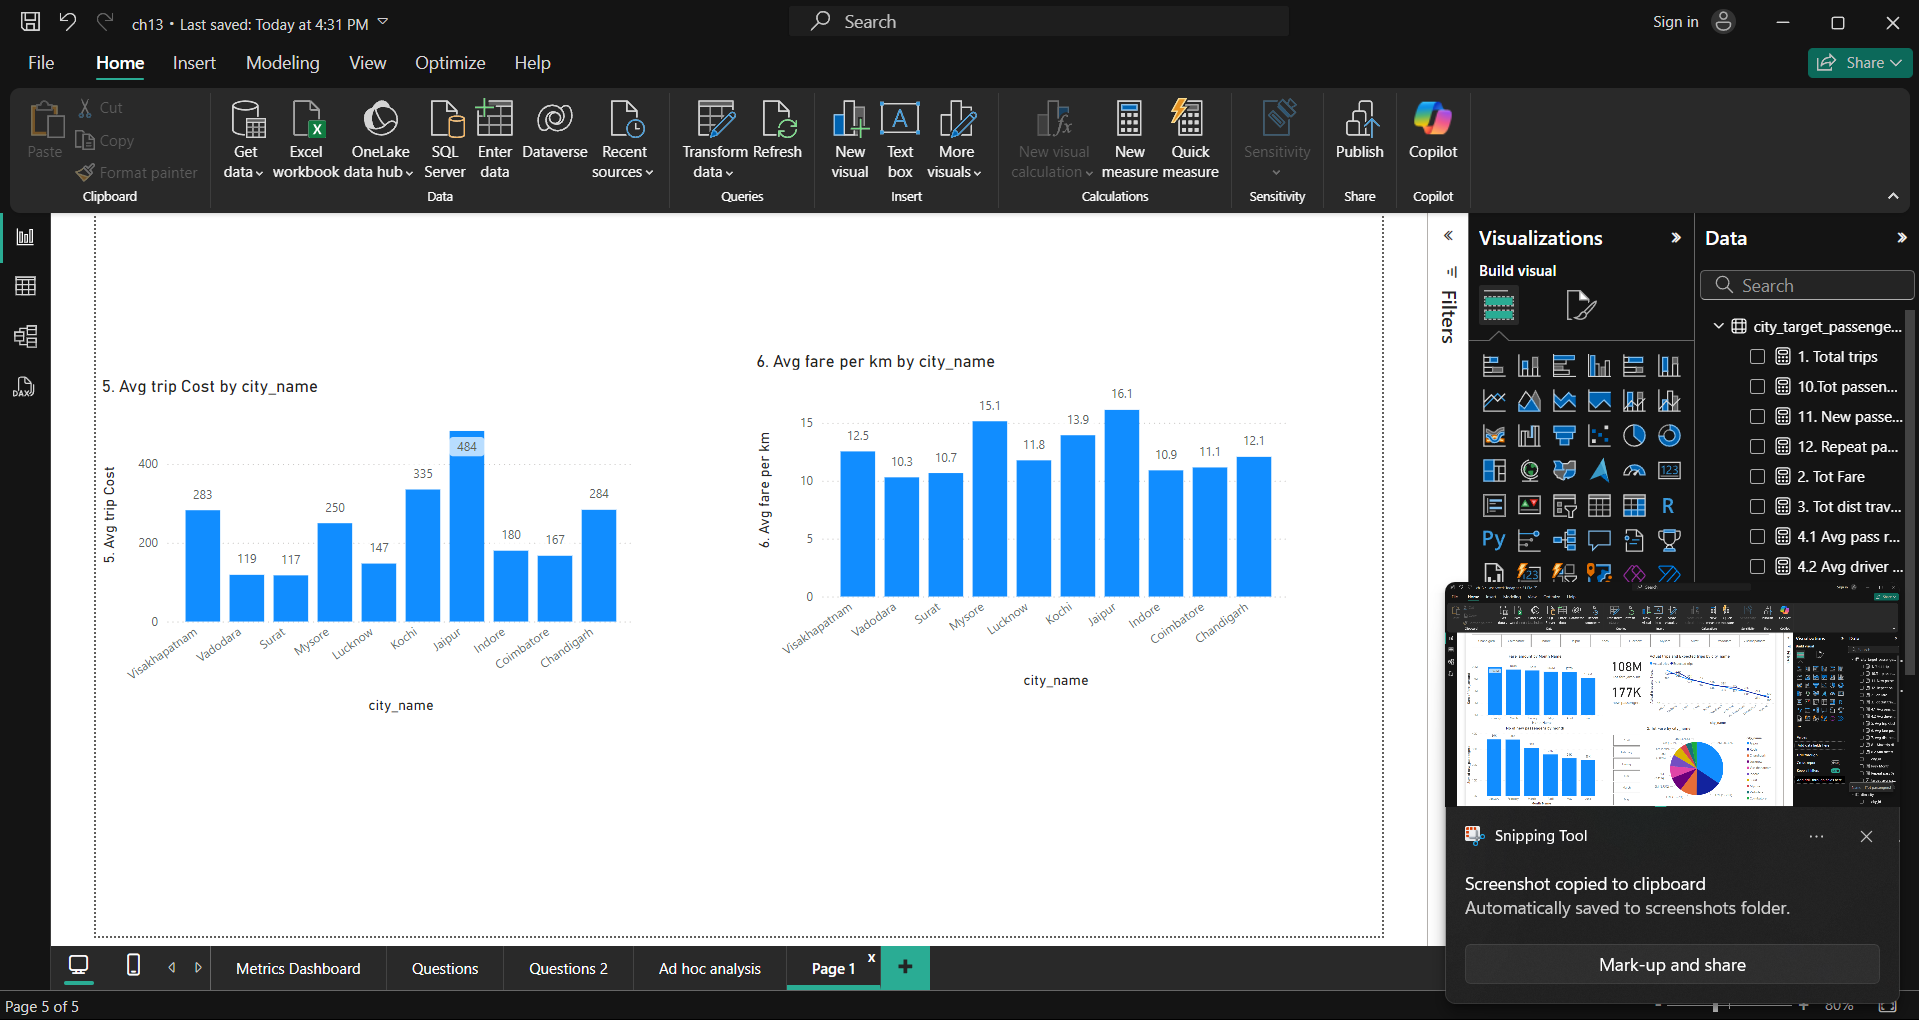 ch13 • Last saved: Today at 4:31 PM
Search
Sign in
File
Home
Insert
Modeling
View
Optimize
Help
Share
Paste
Cut
Copy
Format painter
Clipboard
Get data
Excel workbook
OneLake data hub
SQL Server
Enter data
Dataverse
Recent sources
Data
Transform data
Refresh
Queries
New visual
Text box
More visuals
Insert
New visual calculation
New measure
Quick measure
Calculations
Sensitivity
Sensitivity
Publish
Share
Copilot
Copilot
5. Avg trip Cost by city_name
5. Avg trip Cost
400
200
0
283
119
117
250
147
335
484
180
167
284
Visakhapatnam
Vadodara
Surat
Mysore
Lucknow
Kochi
Jaipur
Indore
Coimbatore
Chandigarh
city_name
6. Avg fare per km by city_name
6. Avg fare per km
15
10
5
0
12.5
10.3
10.7
15.1
11.8
13.9
16.1
10.9
11.1
12.1
Visakhapatnam
Vadodara
Surat
Mysore
Lucknow
Kochi
Jaipur
Indore
Coimbatore
Chandigarh
city_name
Filters
Visualizations
Build visual
123
R
Py
123
Data
Search
city_target_passenge...
1. Total trips
10.Tot passen...
11. New passe...
12. Repeat pa...
2. Tot Fare
3. Tot dist trav...
4.1 Avg pass r...
4.2 Avg driver ...
DAX
108M
177K
Snipping Tool
Screenshot copied to clipboard
Automatically saved to screenshots folder.
Mark-up and share
Metrics Dashboard
Questions
Questions 2
Ad hoc analysis
Page 1
x
Page 5 of 5
80%